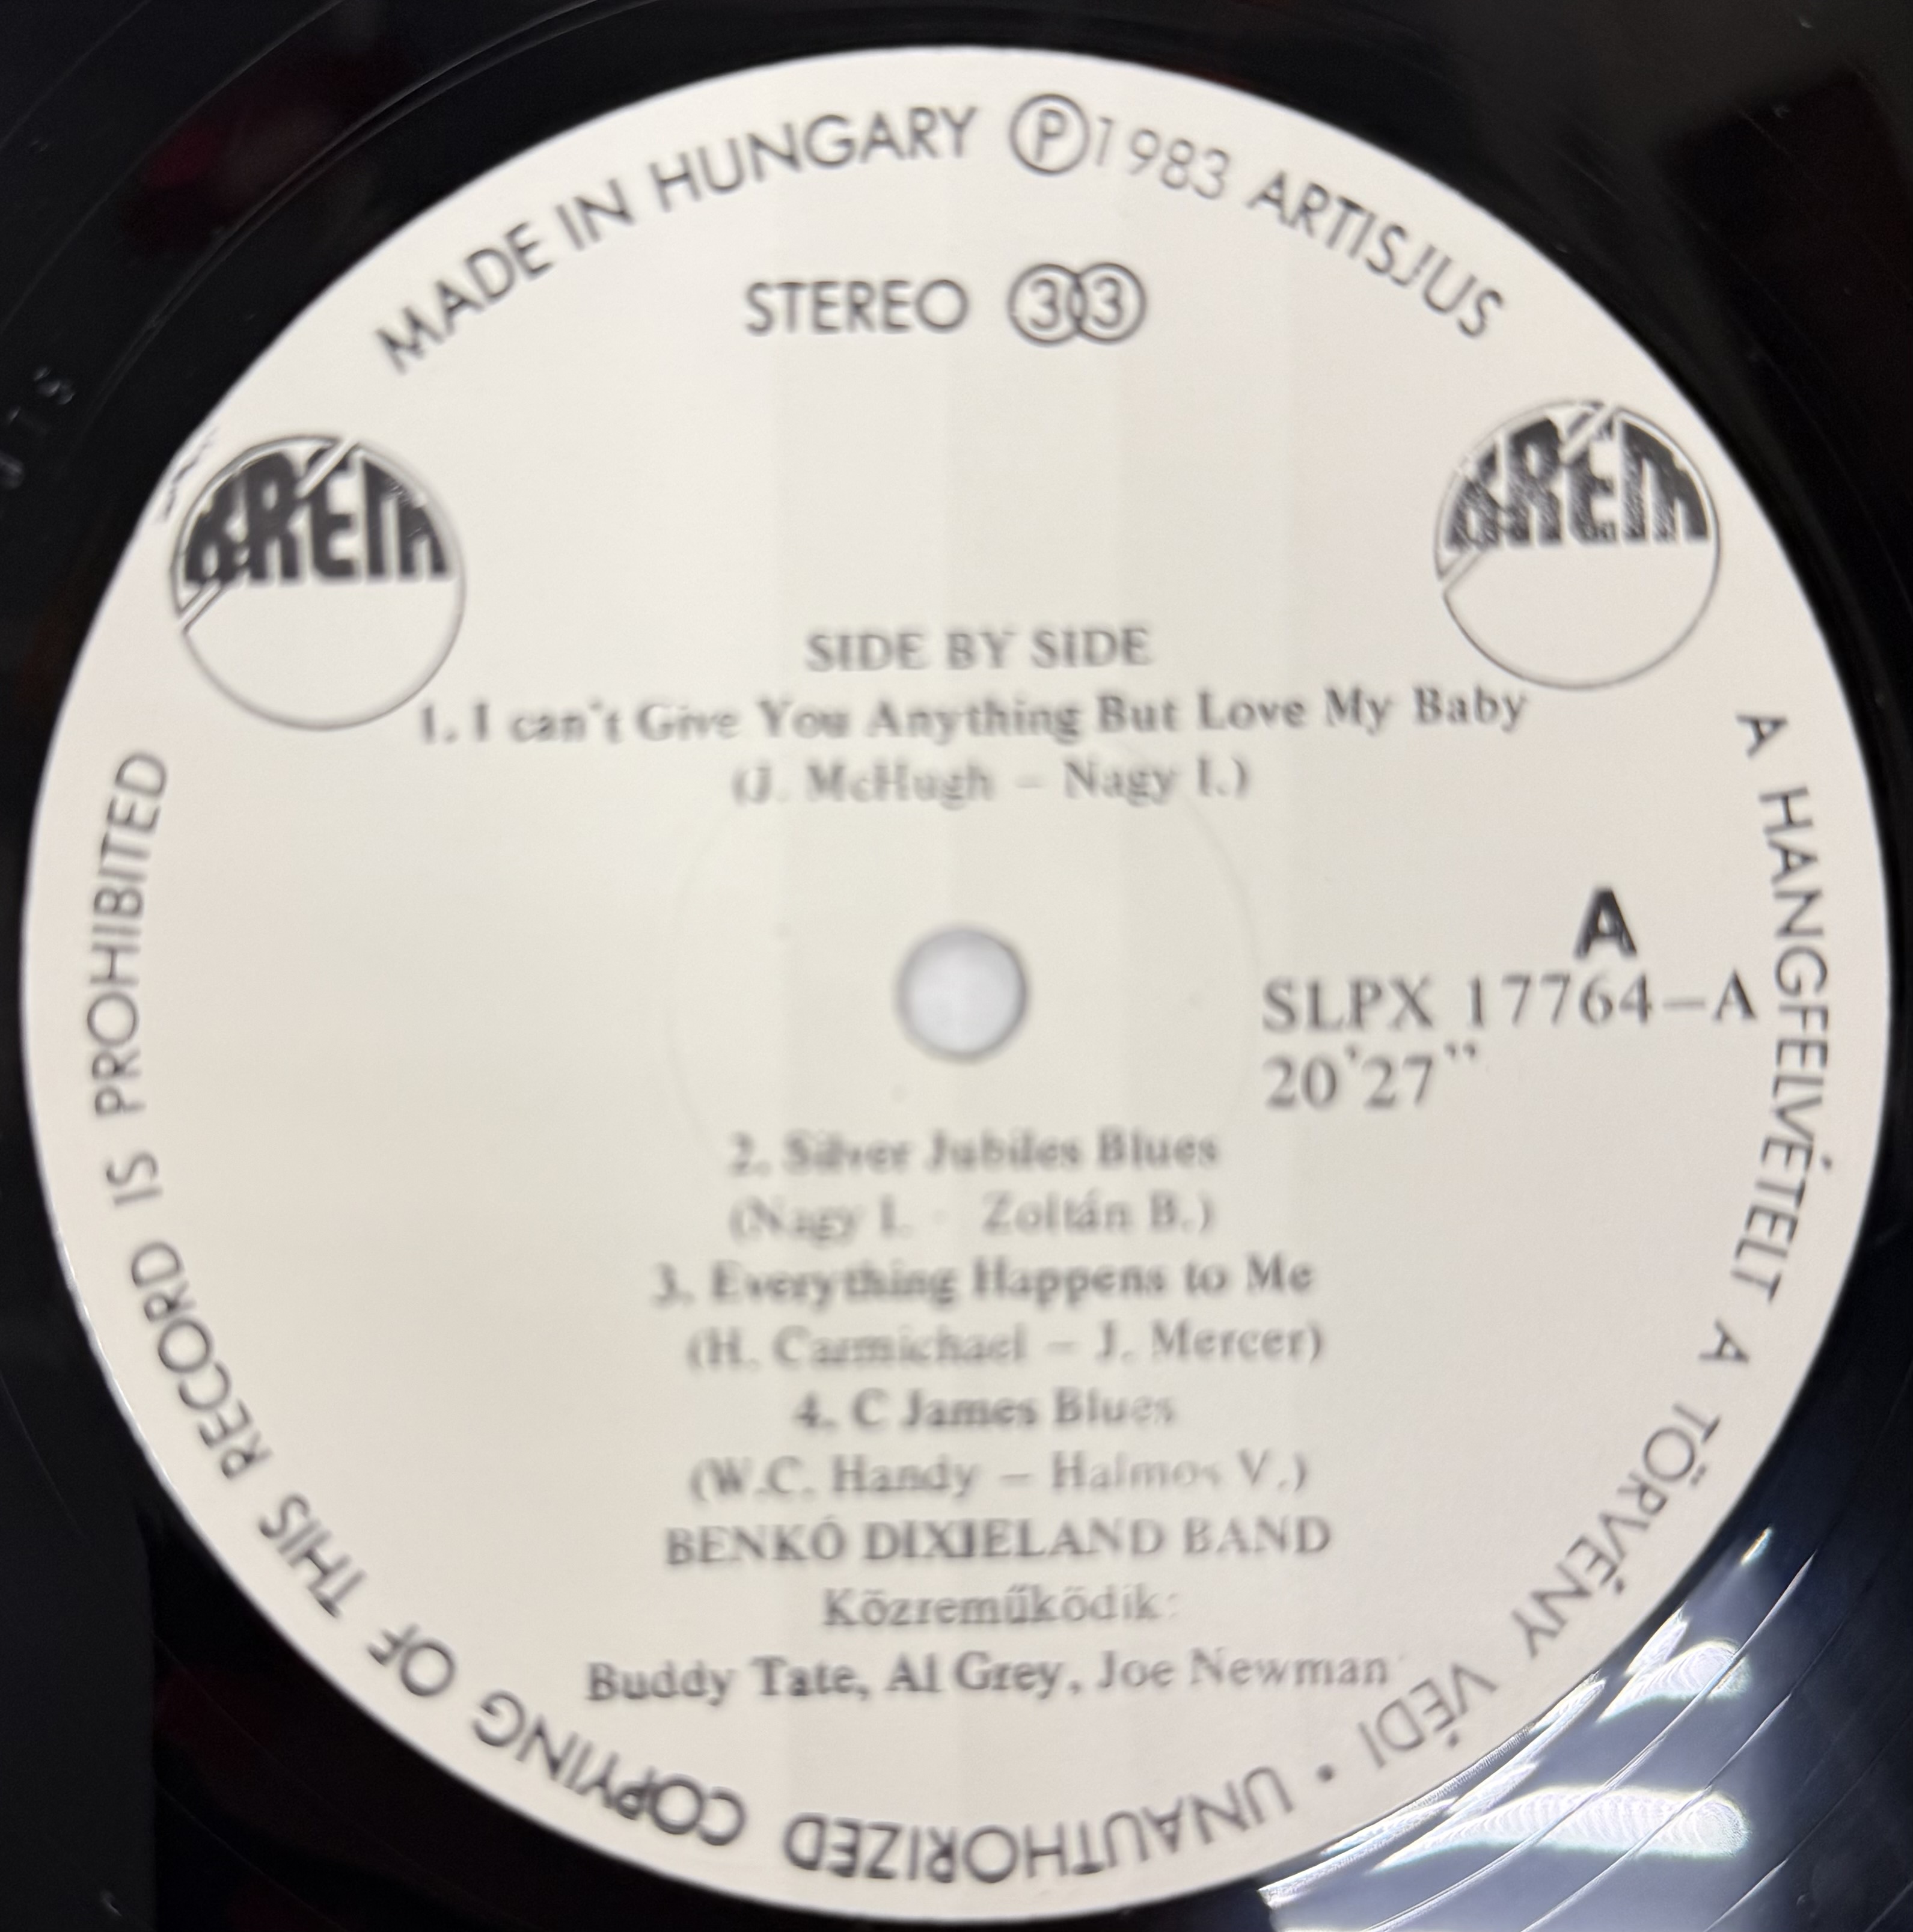 MADE IN HUNGARY Ⓟ1983 ARTISJUS
STEREO 33
KRÉM
KRÉM
SIDE BY SIDE
1. I can't Give You Anything But Love My Baby
(J. McHugh – Nagy I.)
A
SLPX 17764–A
20'27"
2. Silver Jubiles Blues
(Nagy I. - Zoltán B.)
3. Everything Happens to Me
(H. Carmichael – J. Mercer)
4. C James Blues
(W.C. Handy – Halmos V.)
BENKÓ DIXIELAND BAND
Közreműködik:
Buddy Tate, Al Grey, Joe Newman
A HANGFELVÉTELT A TÖRVÉNY VÉDI • UNAUTHORIZED COPYING OF THIS RECORD IS PROHIBITED